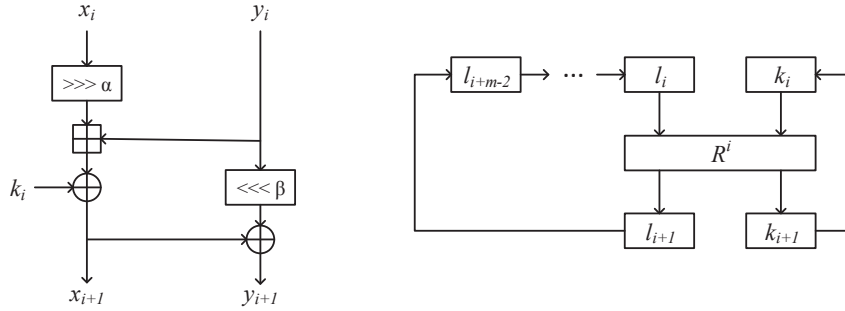 x_i
y_i
>>> α
k_i
<<< β
x_{i+1}
y_{i+1}
l_{i+m-2}
...
l_i
k_i
R^i
l_{i+1}
k_{i+1}